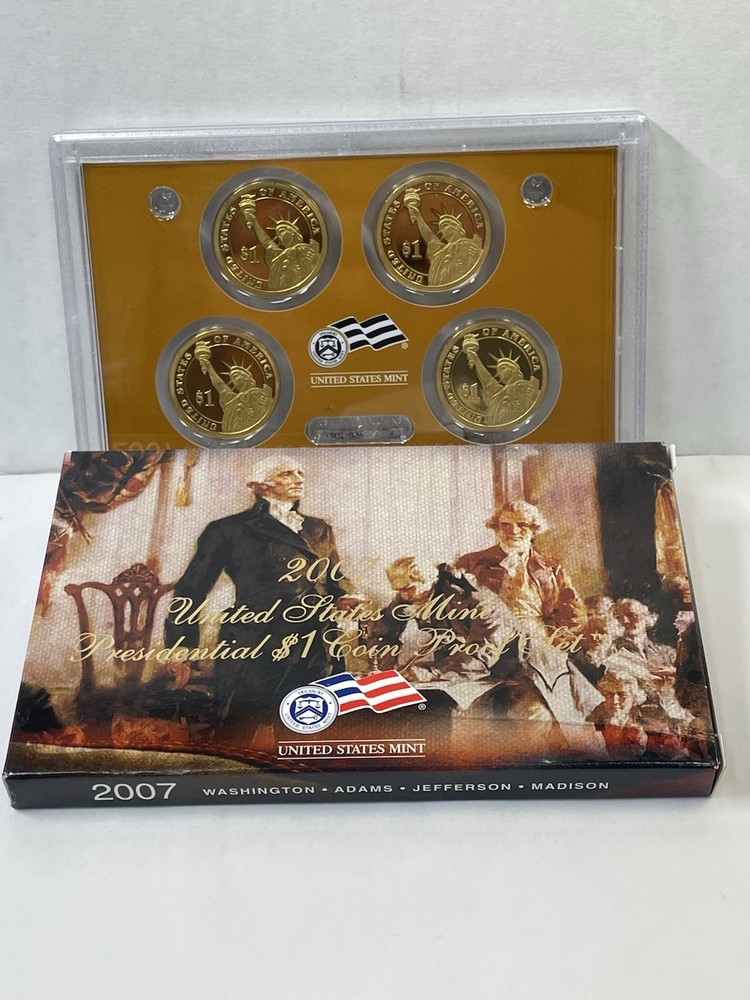 UNITED STATES OF AMERICA
$1
UNITED STATES OF AMERICA
$1
UNITED STATES OF AMERICA
$1
UNITED STATES OF AMERICA
$1
UNITED STATES MINT
2007
United States Mint
Presidential $1 Coin Proof Set™
UNITED STATES MINT
2007 WASHINGTON • ADAMS • JEFFERSON • MADISON